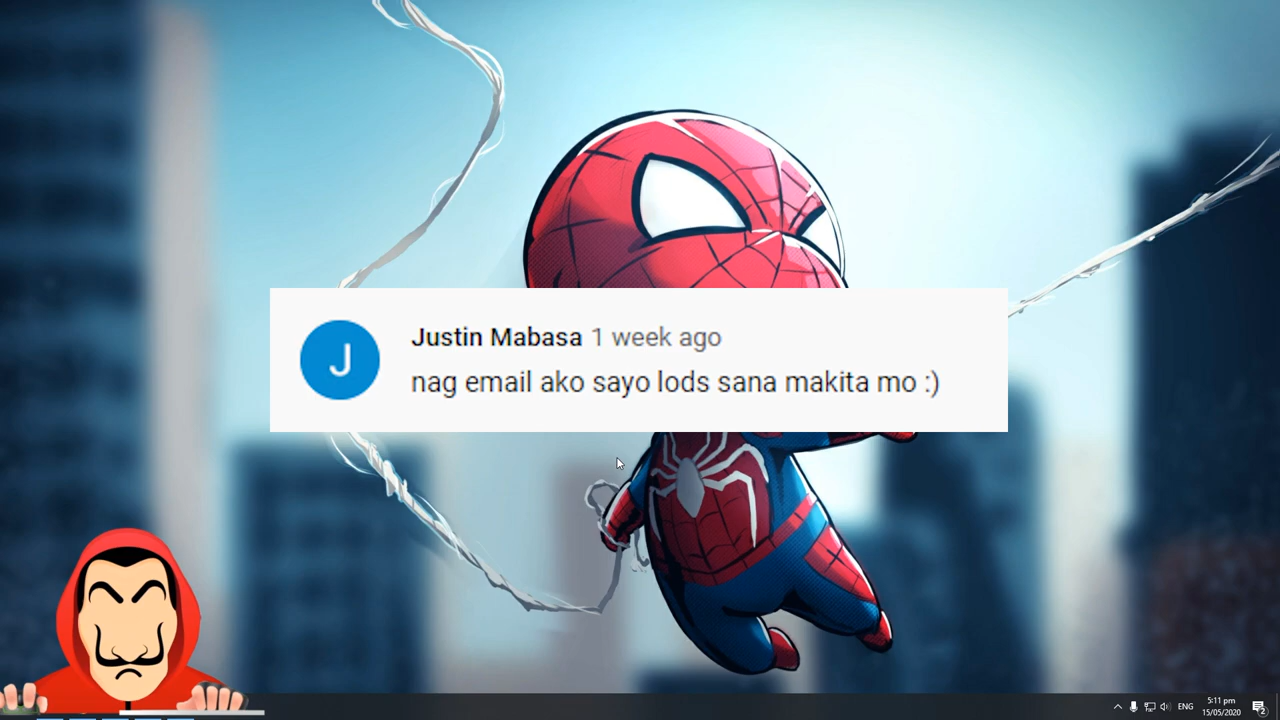 Justin Mabasa 1 week ago
J
nag email ako sayo lods sana makita mo :)
5:11 pm
ENG
15/05/2020
2